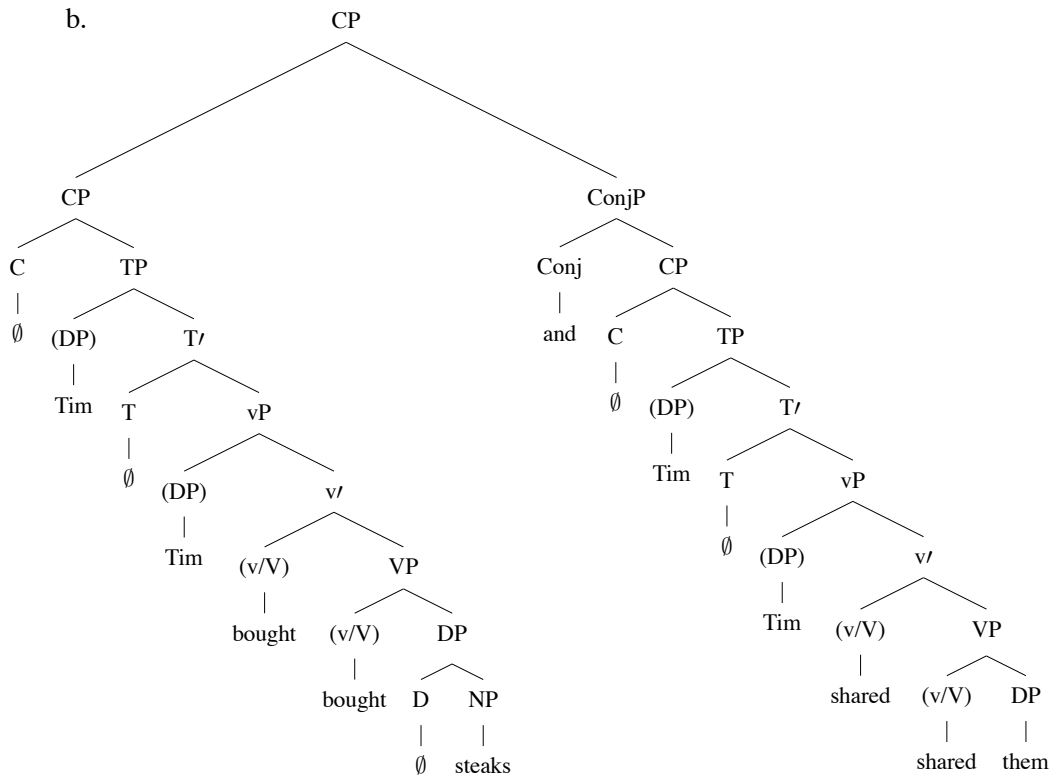 b. CP
CP ConjP
C TP Conj CP
∅ (DP) T′ and C TP
Tim T vP ∅ (DP) T′
∅ (DP) v′ Tim T vP
Tim (v/V) VP ∅ (DP) v′
bought (v/V) DP Tim (v/V) VP
bought D NP shared (v/V) DP
∅ steaks shared them